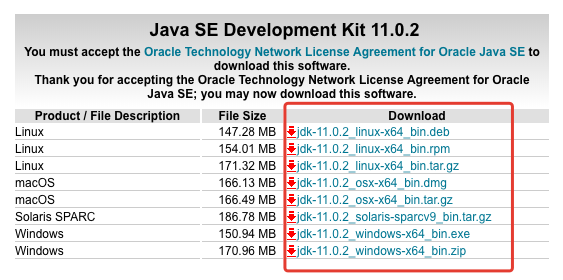 Java SE Development Kit 11.0.2
You must accept the Oracle Technology Network License Agreement for Oracle Java SE to
download this software.
Thank you for accepting the Oracle Technology Network License Agreement for Oracle
Java SE; you may now download this software.
Product / File Description File Size Download
Linux 147.28 MB jdk-11.0.2_linux-x64_bin.deb
Linux 154.01 MB jdk-11.0.2_linux-x64_bin.rpm
Linux 171.32 MB jdk-11.0.2_linux-x64_bin.tar.gz
macOS 166.13 MB jdk-11.0.2_osx-x64_bin.dmg
macOS 166.49 MB jdk-11.0.2_osx-x64_bin.tar.gz
Solaris SPARC 186.78 MB jdk-11.0.2_solaris-sparcv9_bin.tar.gz
Windows 150.94 MB jdk-11.0.2_windows-x64_bin.exe
Windows 170.96 MB jdk-11.0.2_windows-x64_bin.zip